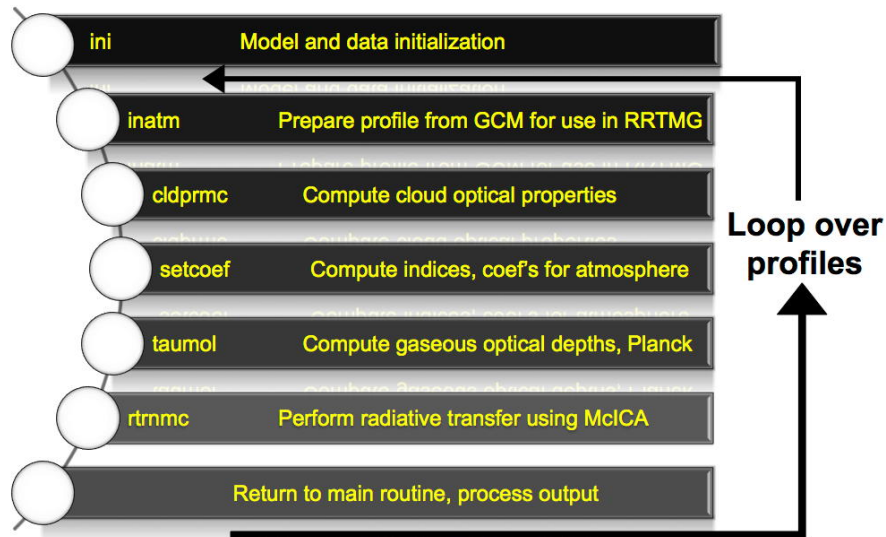 ini Model and data initialization
inatm Prepare profile from GCM for use in RRTMG
cldprmc Compute cloud optical properties
setcoef Compute indices, coef's for atmosphere
taumol Compute gaseous optical depths, Planck
rtrnmc Perform radiative transfer using McICA
Return to main routine, process output
Loop over
profiles